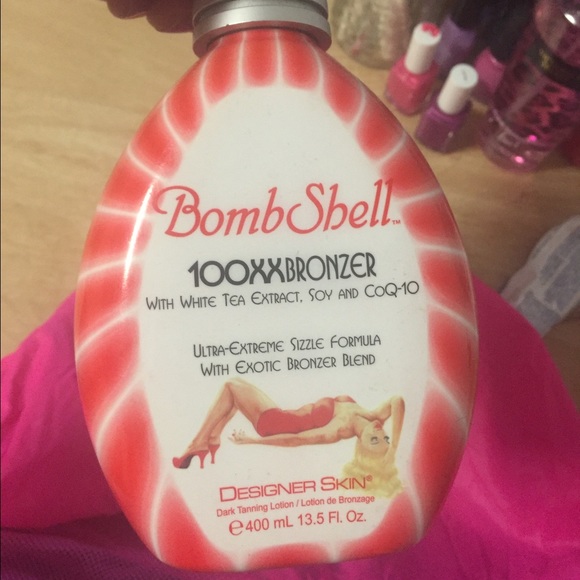 BombShell™
100XXBRONZER
WITH WHITE TEA EXTRACT, SOY AND COQ-10
ULTRA-EXTREME SIZZLE FORMULA
WITH EXOTIC BRONZER BLEND
DESIGNER SKIN®
Dark Tanning Lotion / Lotion de Bronzage
℮400 mL 13.5 Fl. Oz.